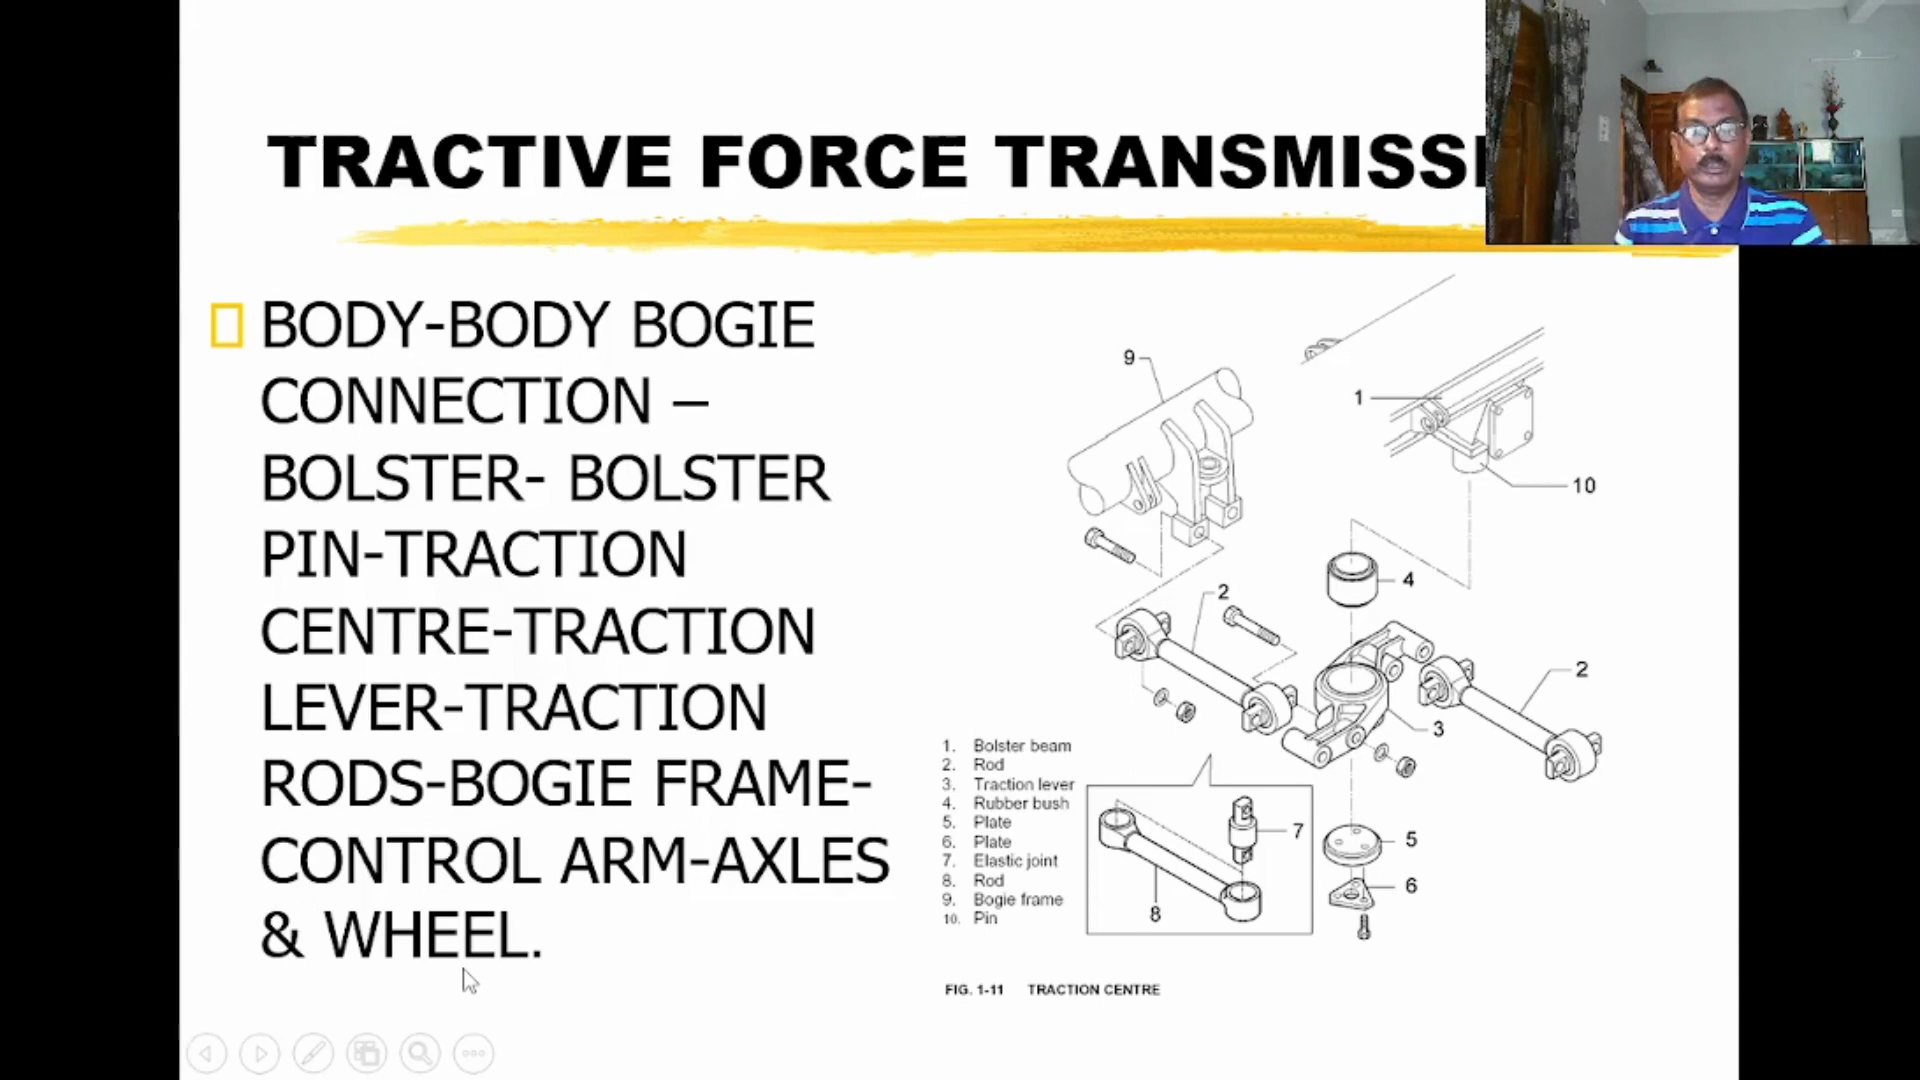 TRACTIVE FORCE TRANSMISSI
BODY-BODY BOGIE
CONNECTION –
BOLSTER- BOLSTER
PIN-TRACTION
CENTRE-TRACTION
LEVER-TRACTION
RODS-BOGIE FRAME-
CONTROL ARM-AXLES
& WHEEL.
9
1
10
4
2
2
3
5
6
7
8
1. Bolster beam
2. Rod
3. Traction lever
4. Rubber bush
5. Plate
6. Plate
7. Elastic joint
8. Rod
9. Bogie frame
10. Pin
FIG. 1-11 TRACTION CENTRE